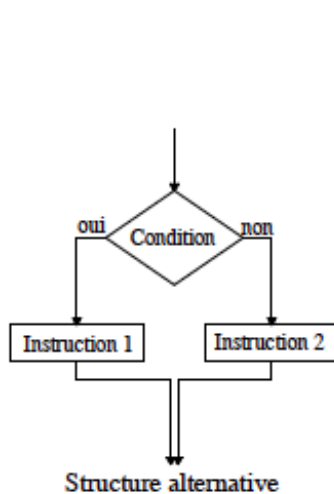 oui
non
Condition
Instruction 1
Instruction 2
Structure alternative